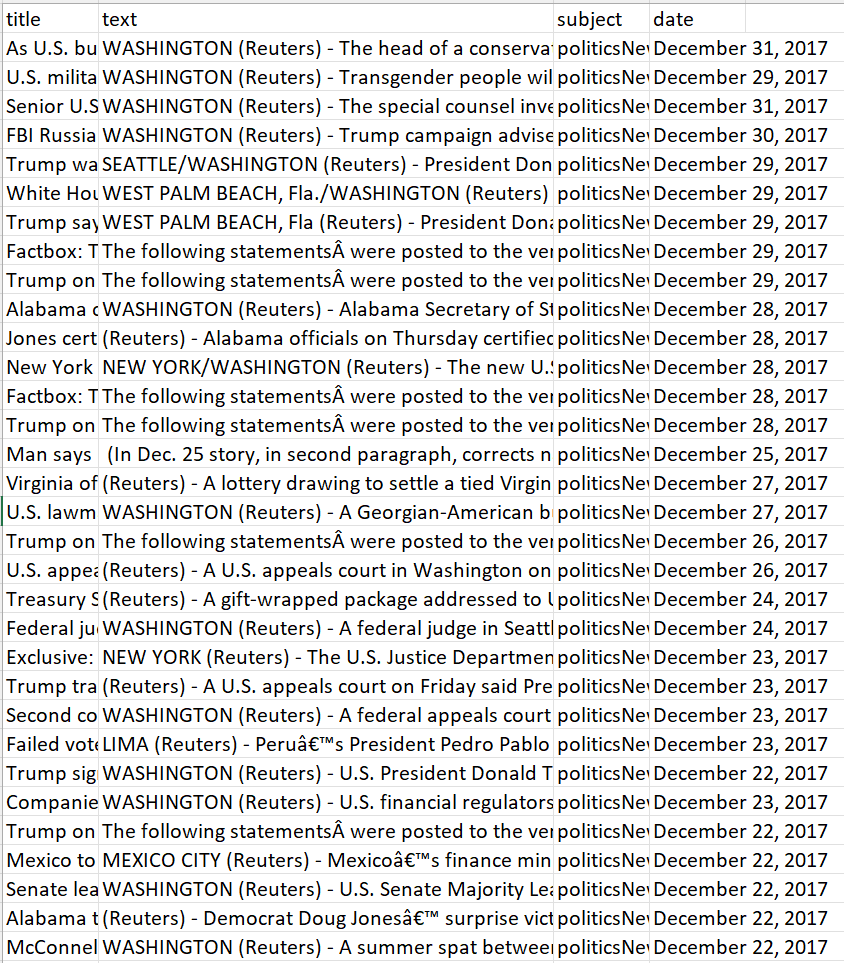 title text subject date
As U.S. bu WASHINGTON (Reuters) - The head of a conserva politicsNe December 31, 2017
U.S. milita WASHINGTON (Reuters) - Transgender people wil politicsNe December 29, 2017
Senior U.S WASHINGTON (Reuters) - The special counsel inve politicsNe December 31, 2017
FBI Russia WASHINGTON (Reuters) - Trump campaign advise politicsNe December 30, 2017
Trump wa SEATTLE/WASHINGTON (Reuters) - President Don politicsNe December 29, 2017
White Hou WEST PALM BEACH, Fla./WASHINGTON (Reuters) politicsNe December 29, 2017
Trump say WEST PALM BEACH, Fla (Reuters) - President Dona politicsNe December 29, 2017
Factbox: T The following statementsÂ were posted to the ver politicsNe December 29, 2017
Trump on The following statementsÂ were posted to the ver politicsNe December 29, 2017
Alabama c WASHINGTON (Reuters) - Alabama Secretary of St politicsNe December 28, 2017
Jones cert (Reuters) - Alabama officials on Thursday certified politicsNe December 28, 2017
New York NEW YORK/WASHINGTON (Reuters) - The new U.S politicsNe December 28, 2017
Factbox: T The following statementsÂ were posted to the ver politicsNe December 28, 2017
Trump on The following statementsÂ were posted to the ver politicsNe December 28, 2017
Man says (In Dec. 25 story, in second paragraph, corrects n politicsNe December 25, 2017
Virginia of (Reuters) - A lottery drawing to settle a tied Virgin politicsNe December 27, 2017
U.S. lawm WASHINGTON (Reuters) - A Georgian-American b politicsNe December 27, 2017
Trump on The following statementsÂ were posted to the ver politicsNe December 26, 2017
U.S. appea (Reuters) - A U.S. appeals court in Washington on politicsNe December 26, 2017
Treasury S (Reuters) - A gift-wrapped package addressed to U politicsNe December 24, 2017
Federal ju WASHINGTON (Reuters) - A federal judge in Seattl politicsNe December 24, 2017
Exclusive: NEW YORK (Reuters) - The U.S. Justice Departmen politicsNe December 23, 2017
Trump tra (Reuters) - A U.S. appeals court on Friday said Pre politicsNe December 23, 2017
Second co WASHINGTON (Reuters) - A federal appeals court politicsNe December 23, 2017
Failed vote LIMA (Reuters) - Peruâ€™s President Pedro Pablo politicsNe December 23, 2017
Trump sig WASHINGTON (Reuters) - U.S. President Donald T politicsNe December 22, 2017
Companie WASHINGTON (Reuters) - U.S. financial regulators politicsNe December 23, 2017
Trump on The following statementsÂ were posted to the ver politicsNe December 22, 2017
Mexico to MEXICO CITY (Reuters) - Mexicoâ€™s finance min politicsNe December 22, 2017
Senate lea WASHINGTON (Reuters) - U.S. Senate Majority Lea politicsNe December 22, 2017
Alabama t (Reuters) - Democrat Doug Jonesâ€™ surprise vict politicsNe December 22, 2017
McConnel WASHINGTON (Reuters) - A summer spat between politicsNe December 22, 2017